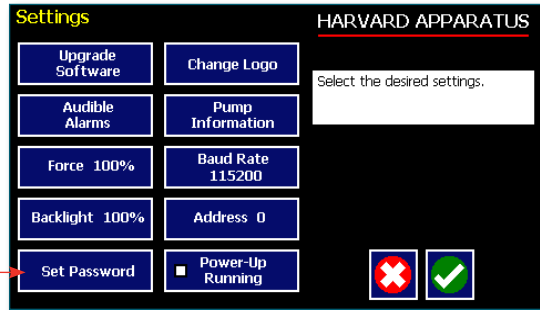 Settings
HARVARD APPARATUS
Upgrade
Software
Change Logo
Select the desired settings.
Audible
Alarms
Pump
Information
Force 100%
Baud Rate
115200
Backlight 100%
Address 0
Set Password
Power-Up
Running